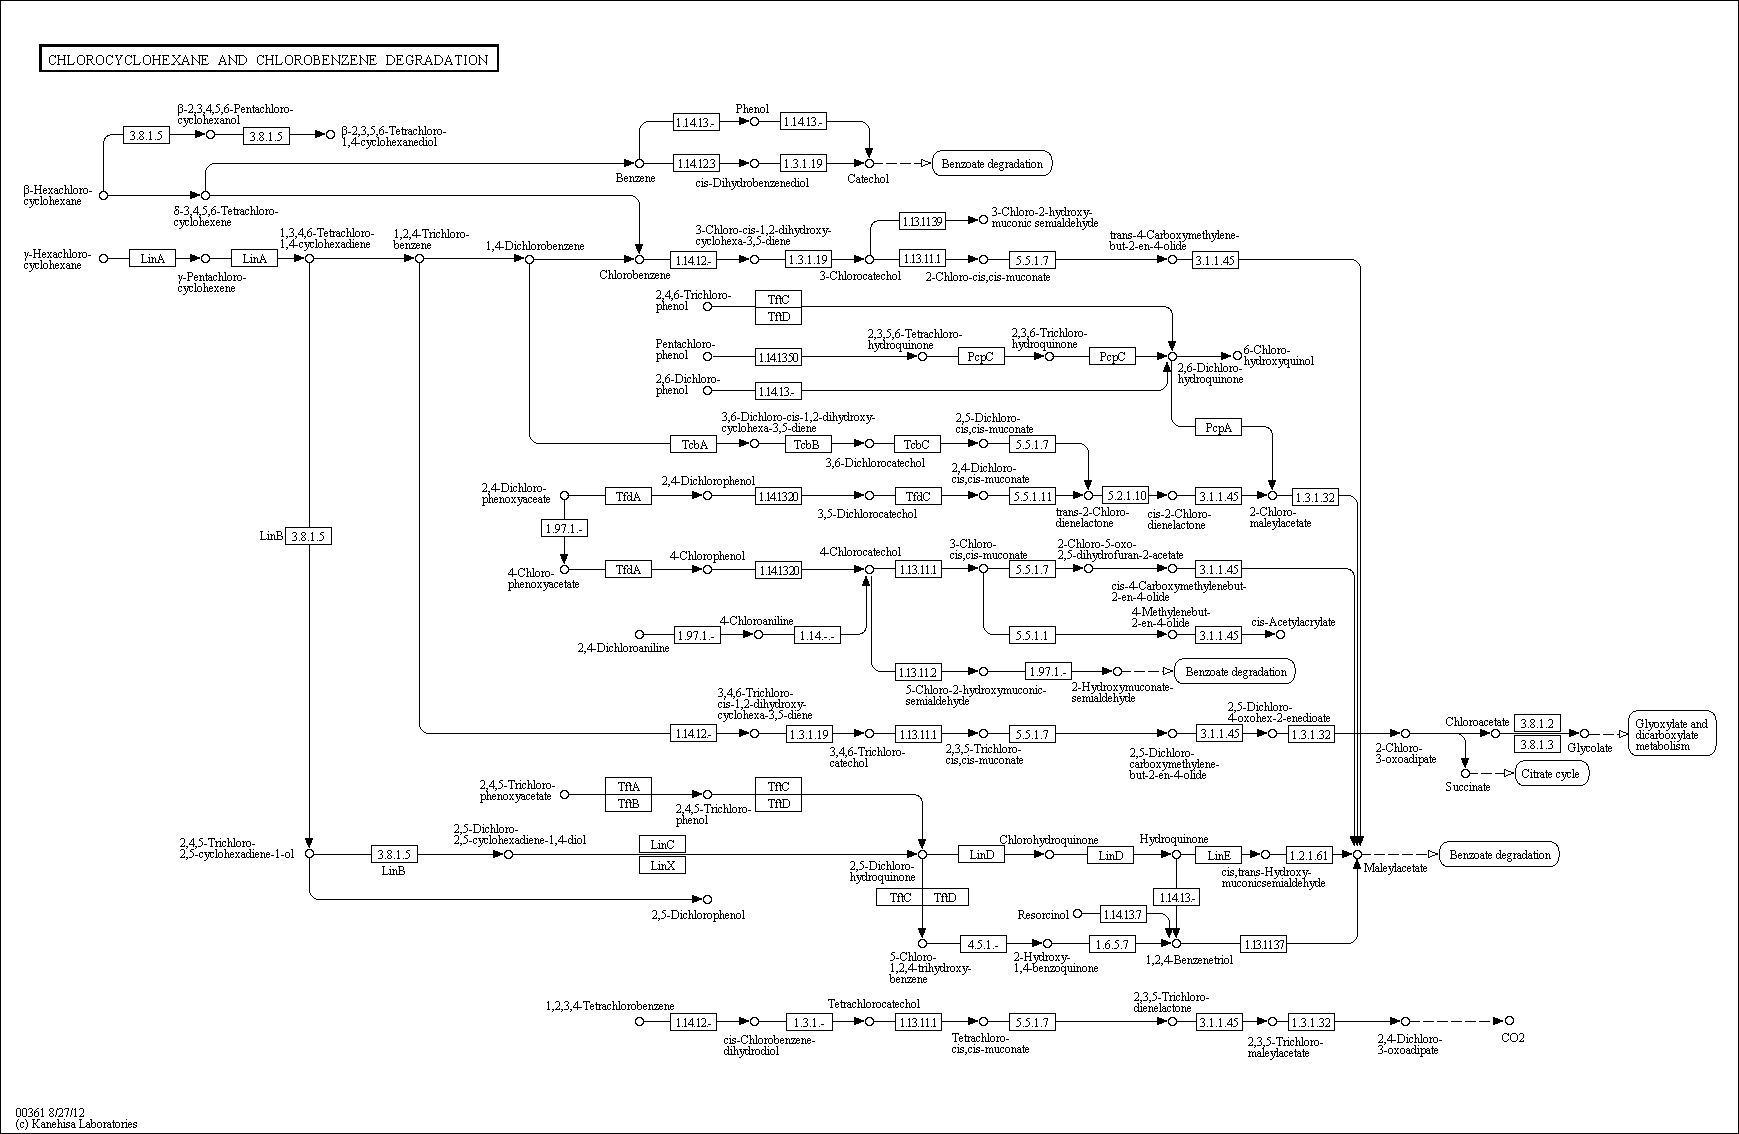 CHLOROCYCLOHEXANE AND CHLOROBENZENE DEGRADATION
β-2,3,4,5,6-Pentachloro-
cyclohexanol
3.8.1.5
3.8.1.5
β-2,3,5,6-Tetrachloro-
1,4-cyclohexanediol
Phenol
1.14.13.-
1.14.13.-
Benzene
1.14.12.3
cis-Dihydrobenzenediol
1.3.1.19
Catechol
Benzoate degradation
β-Hexachloro-
cyclohexane
δ-3,4,5,6-Tetrachloro-
cyclohexene
γ-Hexachloro-
cyclohexane
LinA
γ-Pentachloro-
cyclohexene
LinA
1,3,4,6-Tetrachloro-
1,4-cyclohexadiene
1,2,4-Trichloro-
benzene
1,4-Dichlorobenzene
Chlorobenzene
1.14.12.-
3-Chloro-cis-1,2-dihydroxy-
cyclohexa-3,5-diene
1.3.1.19
3-Chlorocatechol
1.13.11.39
3-Chloro-2-hydroxy-
muconic semialdehyde
1.13.11.1
2-Chloro-cis,cis-muconate
5.5.1.7
trans-4-Carboxymethylene-
but-2-en-4-olide
3.1.1.45
2,4,6-Trichloro-
phenol
TftC
TftD
Pentachloro-
phenol
1.14.13.50
2,3,5,6-Tetrachloro-
hydroquinone
PcpC
2,3,6-Trichloro-
hydroquinone
PcpC
2,6-Dichloro-
hydroquinone
6-Chloro-
hydroxyquinol
2,6-Dichloro-
phenol
1.14.13.-
PcpA
TcbA
3,6-Dichloro-cis-1,2-dihydroxy-
cyclohexa-3,5-diene
TcbB
3,6-Dichlorocatechol
TcbC
2,5-Dichloro-
cis,cis-muconate
5.5.1.7
2,4-Dichloro-
phenoxyaceate
TfdA
2,4-Dichlorophenol
1.14.13.20
3,5-Dichlorocatechol
TfdC
2,4-Dichloro-
cis,cis-muconate
5.5.1.11
trans-2-Chloro-
dienelactone
5.2.1.10
cis-2-Chloro-
dienelactone
3.1.1.45
2-Chloro-
maleylacetate
1.3.1.32
LinB
3.8.1.5
1.97.1.-
4-Chloro-
phenoxyacetate
TfdA
4-Chlorophenol
1.14.13.20
4-Chlorocatechol
1.13.11.1
3-Chloro-
cis,cis-muconate
5.5.1.7
2-Chloro-5-oxo-
2,5-dihydrofuran-2-acetate
cis-4-Carboxymethylenebut-
2-en-4-olide
3.1.1.45
2,4-Dichloroaniline
1.97.1.-
4-Chloroaniline
1.14.-.-
5.5.1.1
4-Methylenebut-
2-en-4-olide
3.1.1.45
cis-Acetylacrylate
1.13.11.2
5-Chloro-2-hydroxymuconic-
semialdehyde
1.97.1.-
2-Hydroxymuconate-
semialdehyde
Benzoate degradation
1.14.12.-
3,4,6-Trichloro-
cis-1,2-dihydroxy-
cyclohexa-3,5-diene
1.3.1.19
3,4,6-Trichloro-
catechol
1.13.11.1
2,3,5-Trichloro-
cis,cis-muconate
5.5.1.7
2,5-Dichloro-
carboxymethylene-
but-2-en-4-olide
3.1.1.45
2,5-Dichloro-
4-oxohex-2-enedioate
1.3.1.32
2-Chloro-
3-oxoadipate
Chloroacetate
3.8.1.2
3.8.1.3
Glycolate
Glyoxylate and
dicarboxylate
metabolism
Succinate
Citrate cycle
2,4,5-Trichloro-
phenoxyacetate
TftA
TftB
2,4,5-Trichloro-
phenol
TftC
TftD
2,4,5-Trichloro-
2,5-cyclohexadiene-1-ol
3.8.1.5
LinB
2,5-Dichloro-
2,5-cyclohexadiene-1,4-diol
LinC
LinX
2,5-Dichloro-
hydroquinone
LinD
Chlorohydroquinone
LinD
Hydroquinone
LinE
cis,trans-Hydroxy-
muconicsemialdehyde
1.2.1.61
Maleylacetate
Benzoate degradation
2,5-Dichlorophenol
TftC
TftD
1.14.13.-
Resorcinol
1.14.13.7
5-Chloro-
1,2,4-trihydroxy-
benzene
4.5.1.-
2-Hydroxy-
1,4-benzoquinone
1.6.5.7
1,2,4-Benzenetriol
1.13.11.37
1,2,3,4-Tetrachlorobenzene
1.14.12.-
cis-Chlorobenzene-
dihydrodiol
1.3.1.-
Tetrachlorocatechol
1.13.11.1
Tetrachloro-
cis,cis-muconate
5.5.1.7
2,3,5-Trichloro-
dienelactone
3.1.1.45
2,3,5-Trichloro-
maleylacetate
1.3.1.32
2,4-Dichloro-
3-oxoadipate
CO2
00361 8/27/12
(c) Kanehisa Laboratories